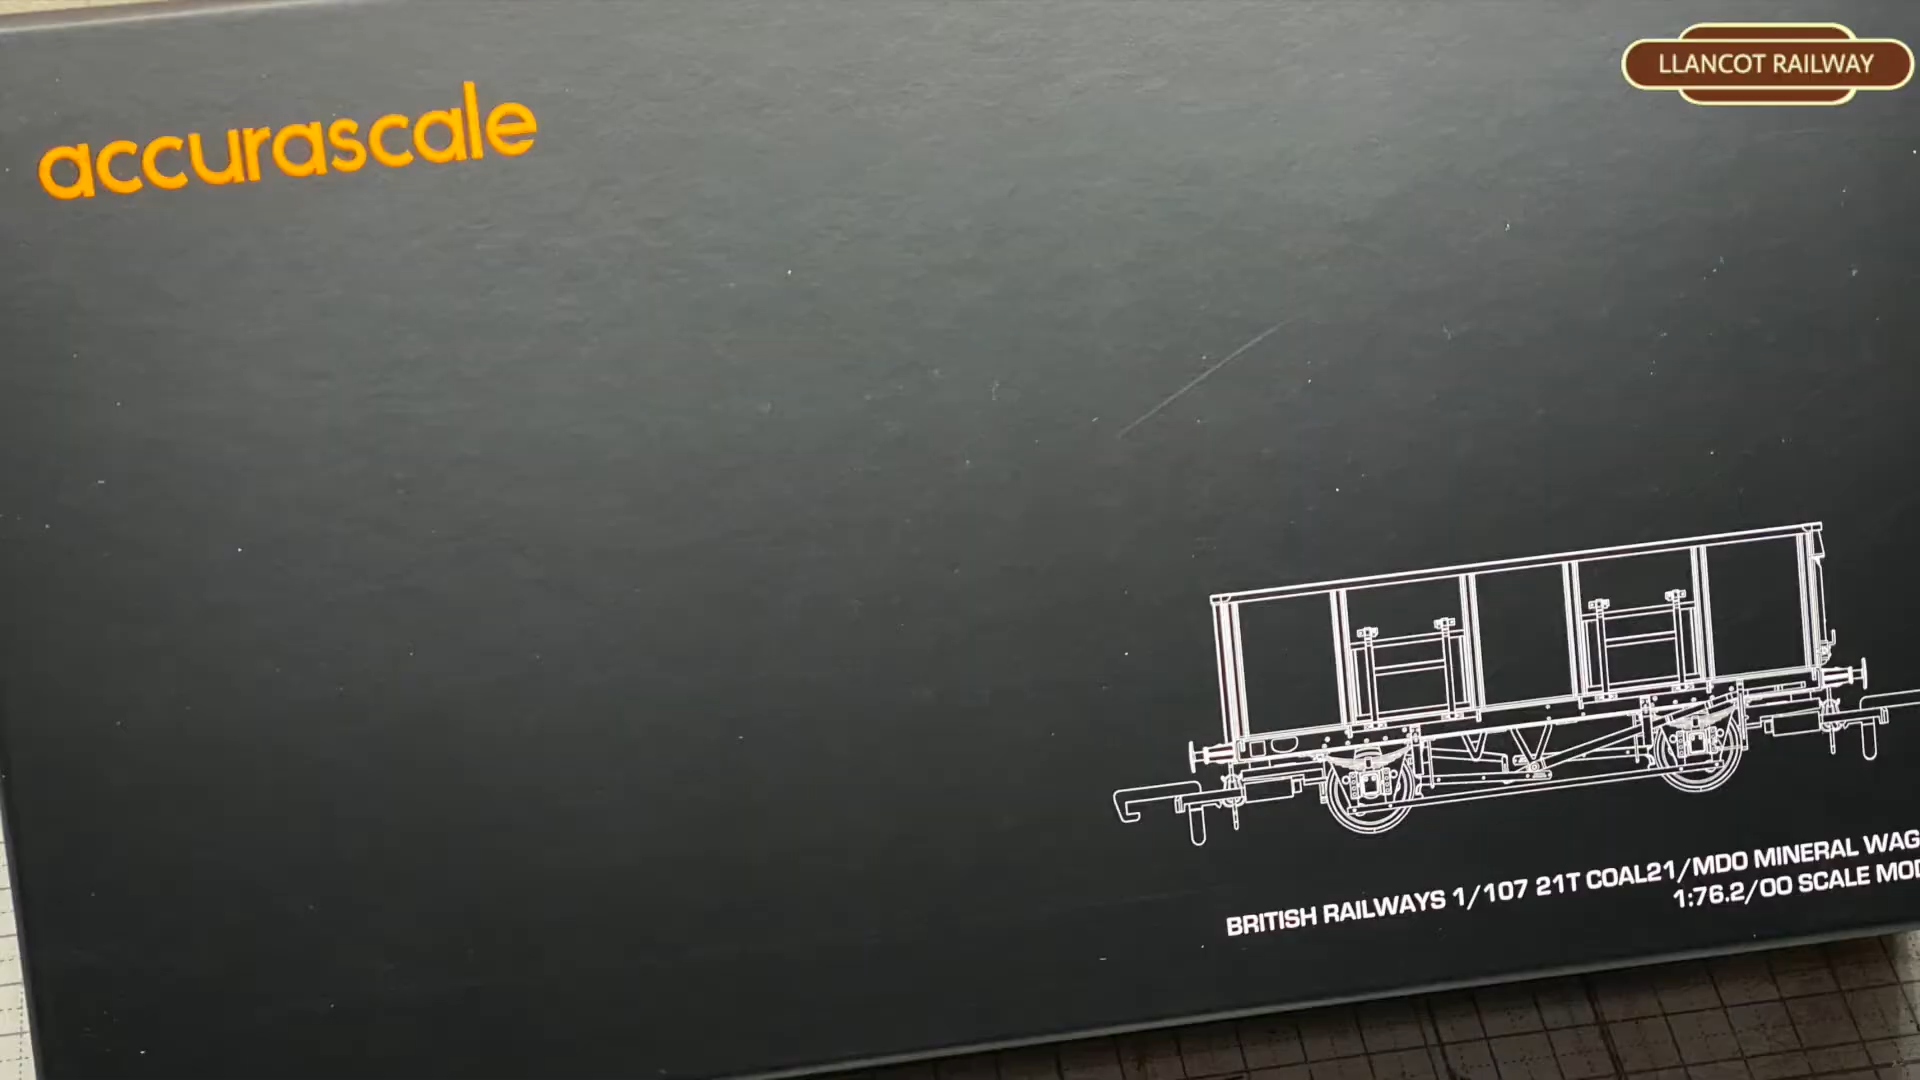 accurascale
LLANCOT RAILWAY
BRITISH RAILWAYS 1/107 21T COAL21/MDO MINERAL WAG
1:76.2/OO SCALE MOD